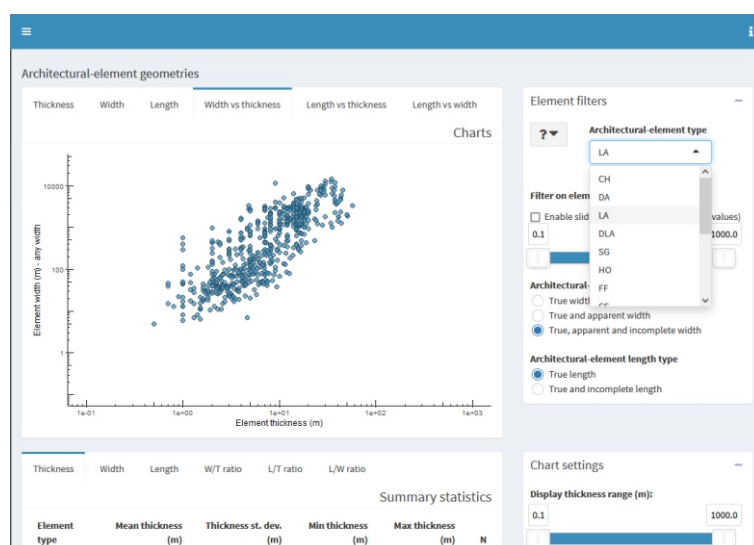 Architectural-element geometries
Thickness Width Length Width vs thickness Length vs thickness Length vs width
Charts
10000
100
1
Element width (m) - any width
1e-01 1e+00 1e+01 1e+02 1e+03
Element thickness (m)
Element filters
?
Architectural-element type
LA
CH
DA
LA
DLA
SG
HO
FF
Filter on elem
Enable slid values)
0.1 1000.0
Architectural-
True widt
True and apparent width
True, apparent and incomplete width
Architectural-element length type
True length
True and incomplete length
Thickness Width Length W/T ratio L/T ratio L/W ratio
Summary statistics
Element type Mean thickness (m) Thickness st. dev. (m) Min thickness (m) Max thickness (m) N
Chart settings
Display thickness range (m):
0.1 1000.0